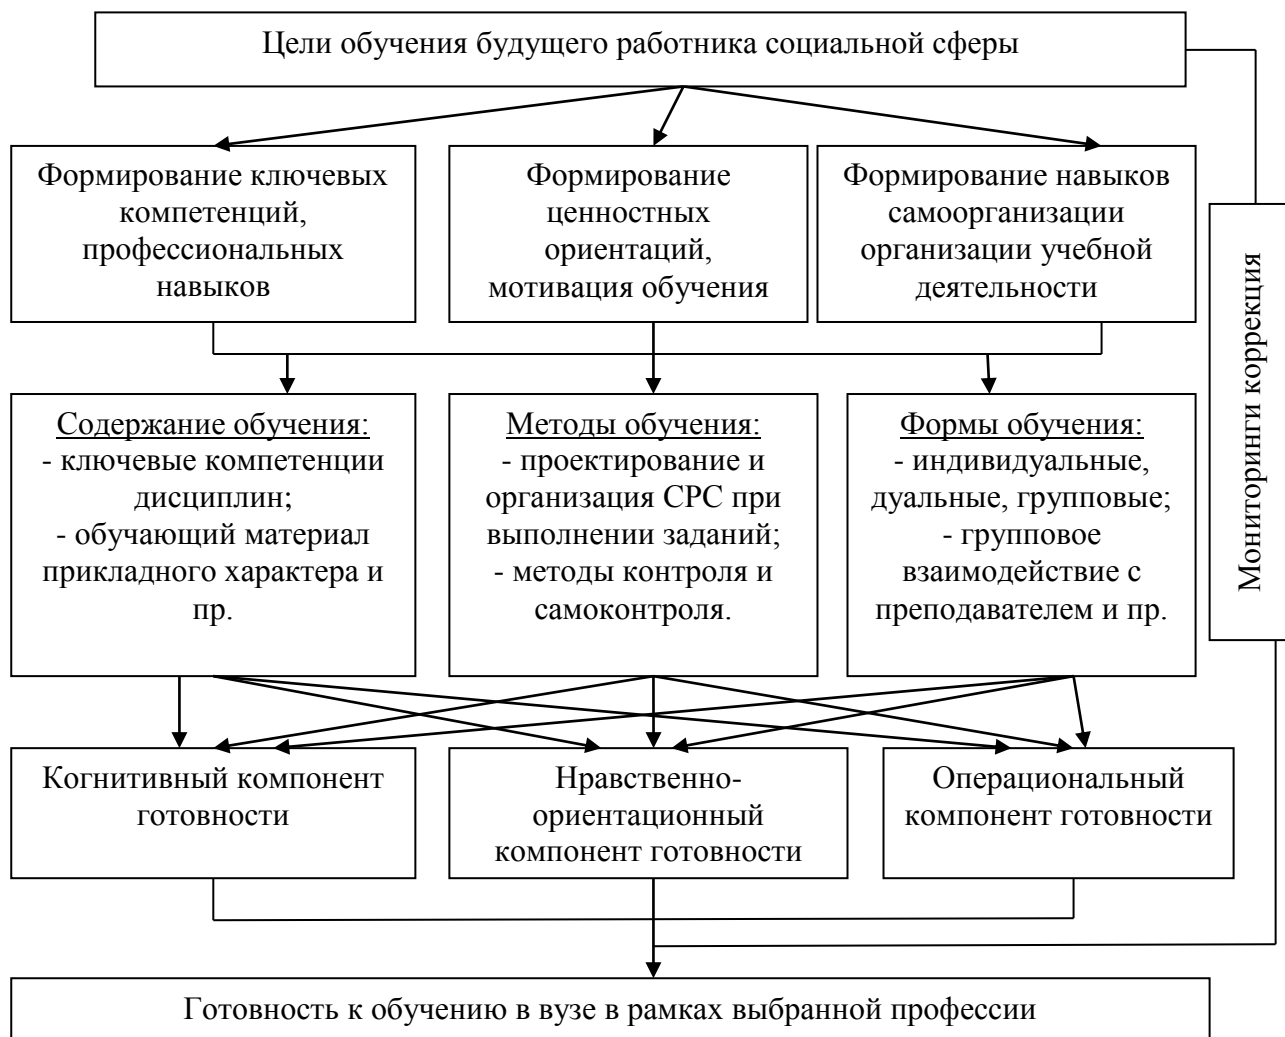 Цели обучения будущего работника социальной сферы
Формирование ключевых
компетенций,
профессиональных
навыков
Формирование
ценностных
ориентаций,
мотивация обучения
Формирование навыков
самоорганизации
организации учебной
деятельности
Мониторинги коррекция
Содержание обучения:
- ключевые компетенции
дисциплин;
- обучающий материал
прикладного характера и
пр.
Методы обучения:
- проектирование и
организация СРС при
выполнении заданий;
- методы контроля и
самоконтроля.
Формы обучения:
- индивидуальные,
дуальные, групповые;
- групповое
взаимодействие с
преподавателем и пр.
Когнитивный компонент
готовности
Нравственно-
ориентационный
компонент готовности
Операциональный
компонент готовности
Готовность к обучению в вузе в рамках выбранной профессии